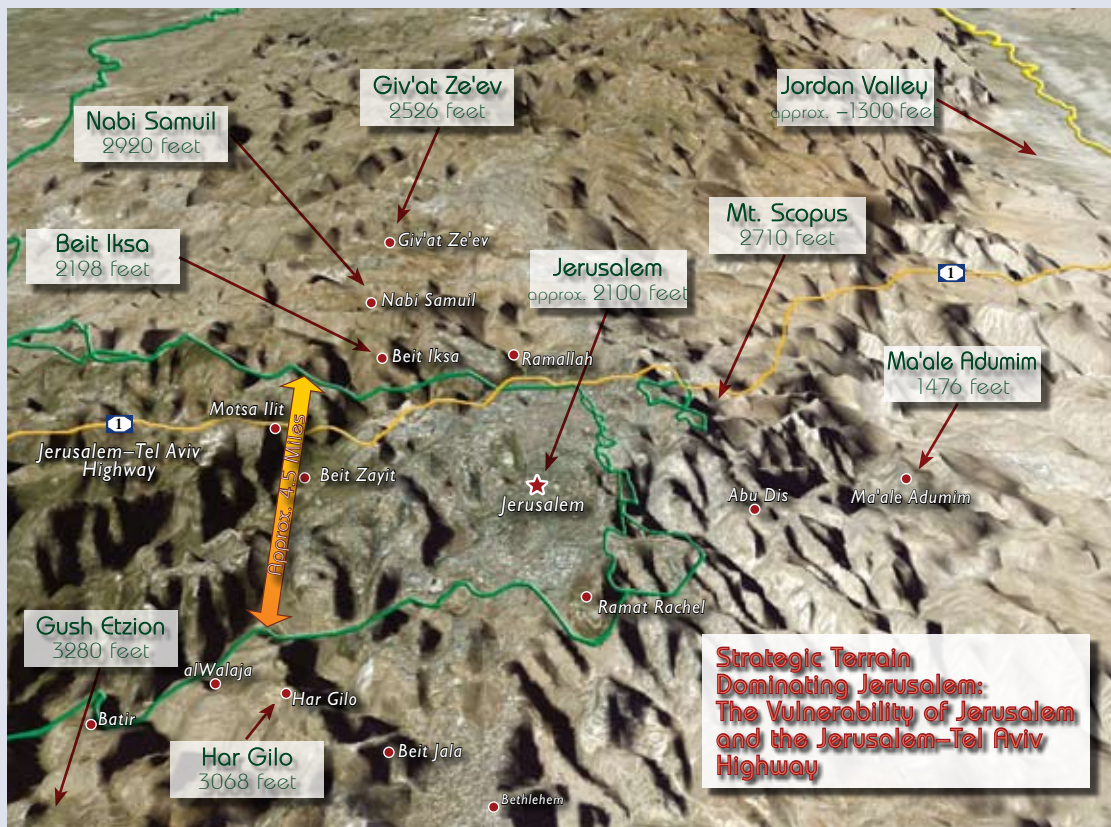 Giv'at Ze'ev
2526 feet
Jordan Valley
approx. –1300 feet
Nabi Samuil
2920 feet
Mt. Scopus
2710 feet
Beit Iksa
2198 feet
Giv'at Ze'ev
Jerusalem
approx. 2100 feet
1
Nabi Samuil
Beit Iksa
Ramallah
Ma'ale Adumim
1476 feet
Motsa Ilit
1
Jerusalem–Tel Aviv
Highway
Approx. 4.5 Miles
Beit Zayit
Jerusalem
Abu Dis
Ma'ale Adumim
Ramat Rachel
Gush Etzion
3280 feet
alWalaja
Har Gilo
Batir
Har Gilo
3068 feet
Beit Jala
Bethlehem
Strategic Terrain
Dominating Jerusalem:
The Vulnerability of Jerusalem
and the Jerusalem–Tel Aviv
Highway